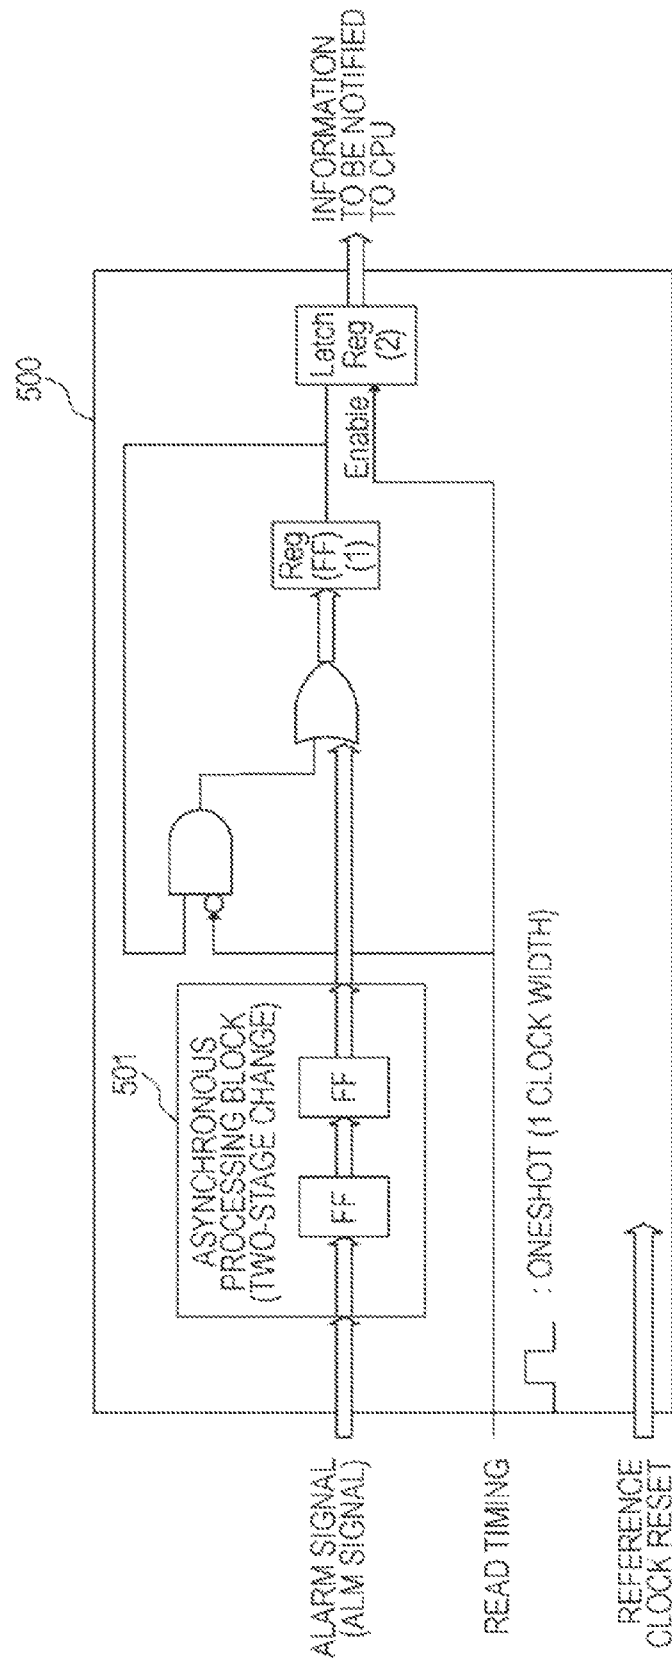 500
501
ASYNCHRONOUS
PROCESSING BLOCK
(TWO-STAGE CHANGE)
ALARM SIGNAL
(ALM SIGNAL)
FF
FF
Reg
(FF)
(1)
Enable
Latch
Reg
(2)
INFORMATION
TO BE NOTIFIED
TO CPU
READ TIMING
: ONESHOT (1 CLOCK WIDTH)
REFERENCE
CLOCK RESET